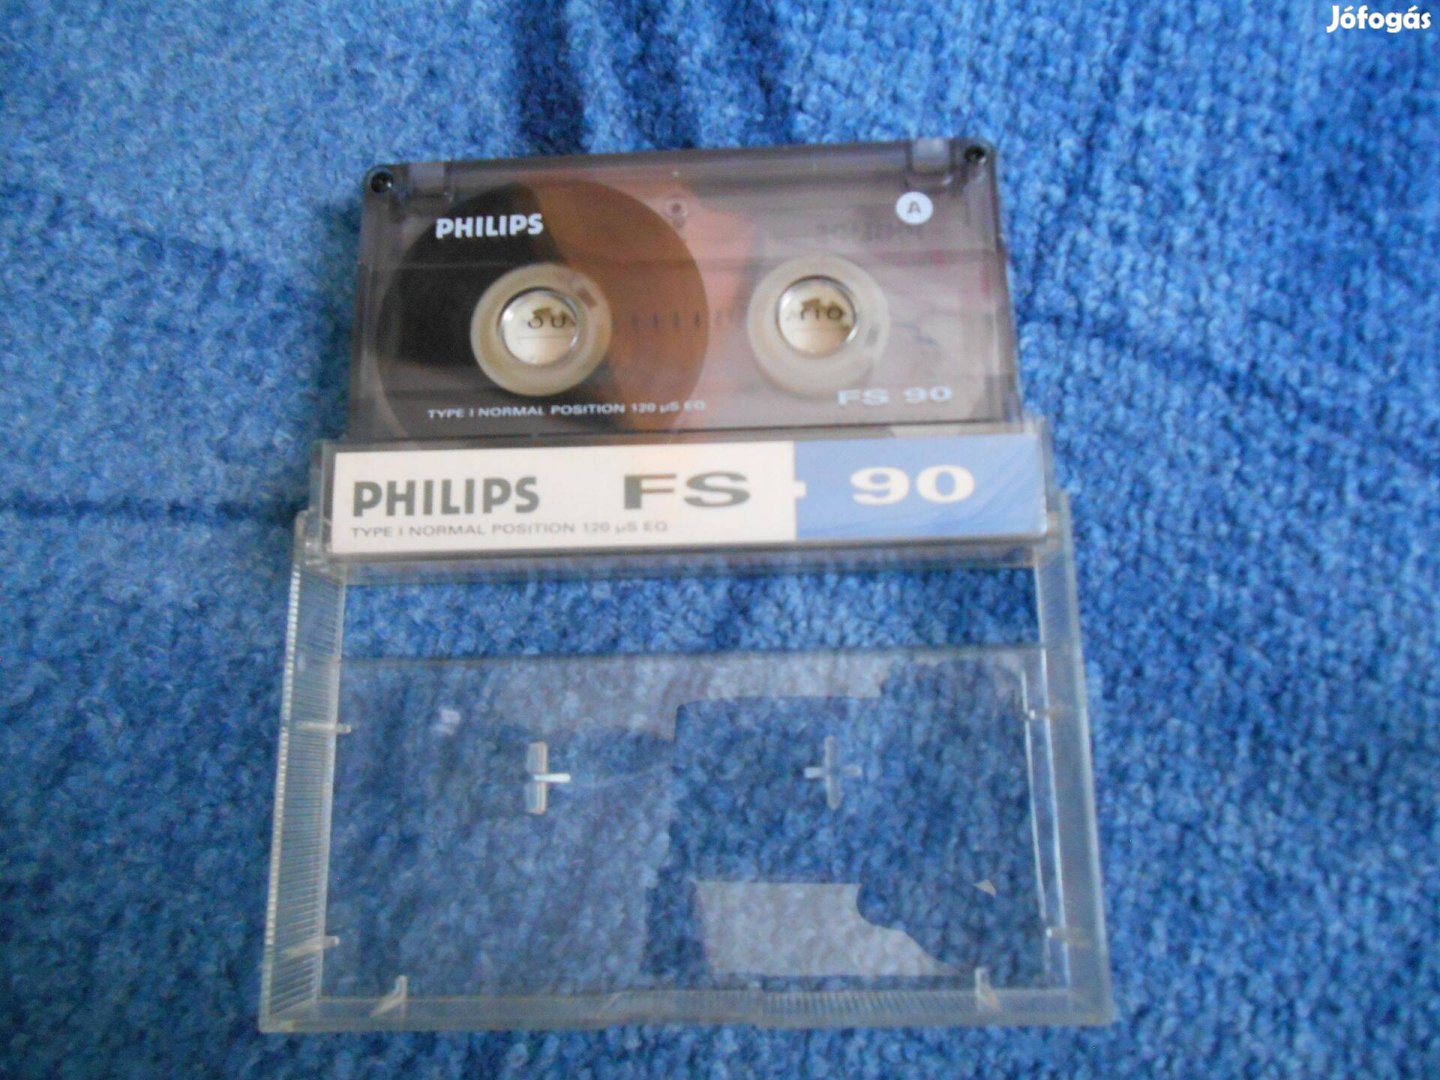 Jófogás
PHILIPS
A
TYPE I NORMAL POSITION 120 µS EQ
FS 90
PHILIPS FS · 90
TYPE I NORMAL POSITION 120 µS EQ